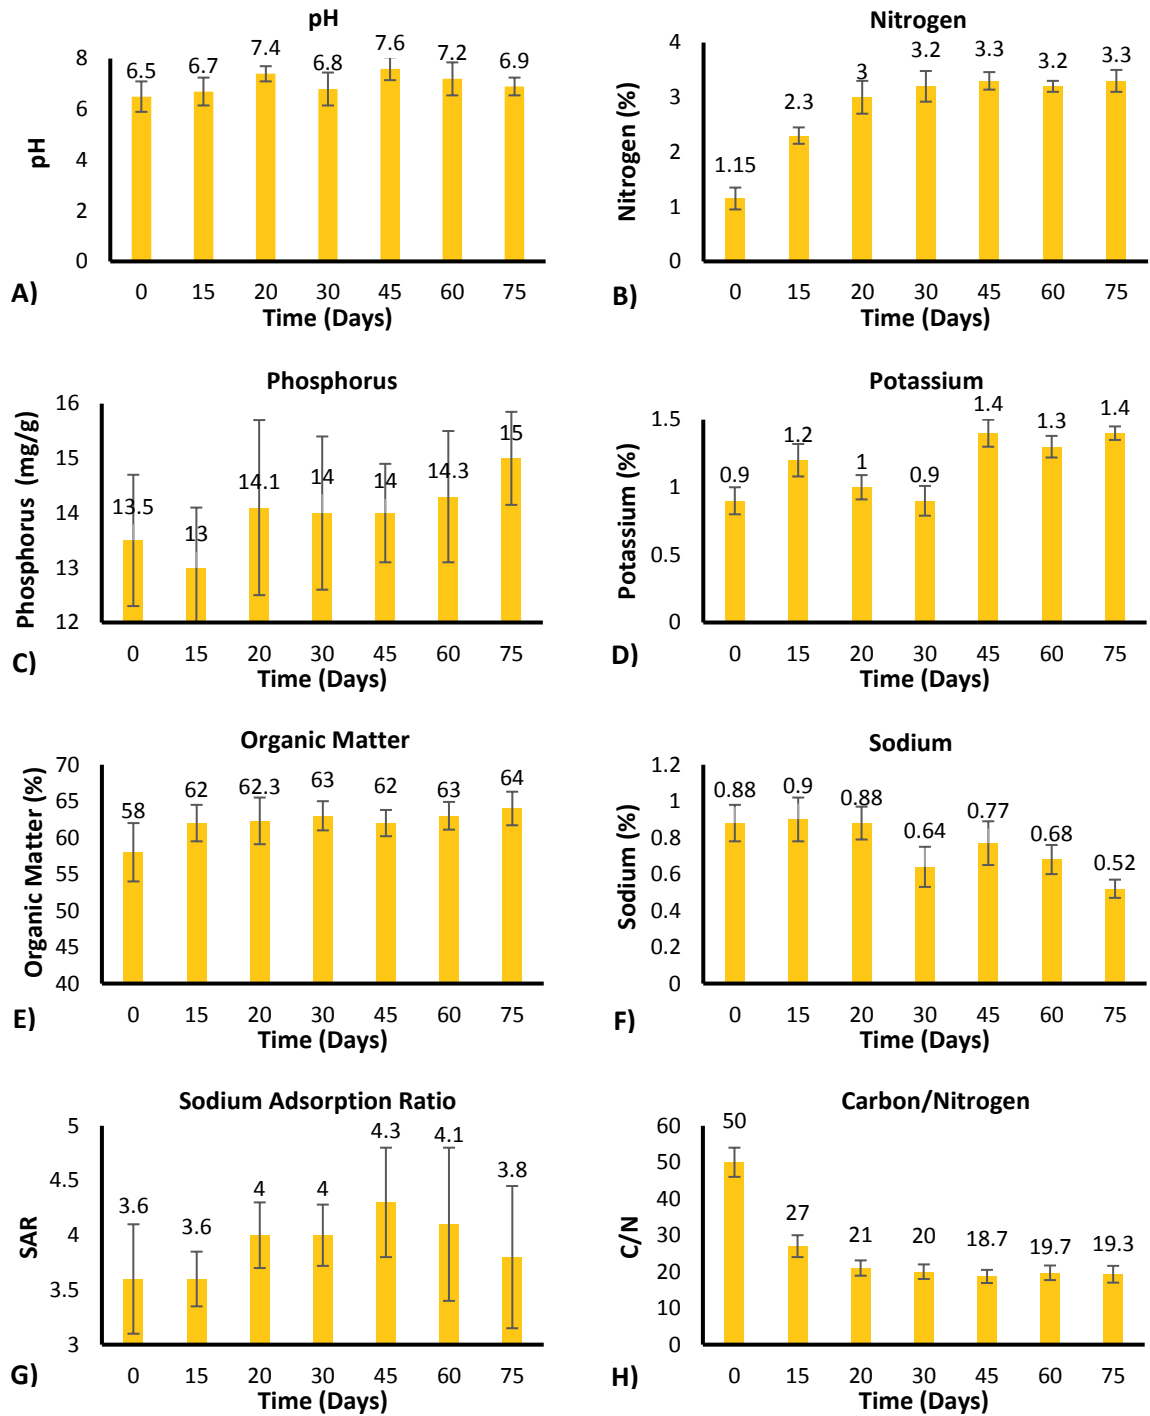 pH
8
6
4
2
0
pH
6.5 6.7 7.4 6.8 7.6 7.2 6.9
0 15 20 30 45 60 75
Time (Days)
A)
Nitrogen
4
3
2
1
0
Nitrogen (%)
1.15 2.3 3 3.2 3.3 3.2 3.3
0 15 20 30 45 60 75
Time (Days)
B)
Phosphorus
16
15
14
13
12
Phosphorus (mg/g)
13.5 13 14.1 14 14 14.3 15
0 15 20 30 45 60 75
Time (Days)
C)
Potassium
1.5
1
0.5
0
Potassium (%)
0.9 1.2 1 0.9 1.4 1.3 1.4
0 15 20 30 45 60 75
Time (Days)
D)
Organic Matter
70
65
60
55
50
45
40
Organic Matter (%)
58 62 62.3 63 62 63 64
0 15 20 30 45 60 75
Time (Days)
E)
Sodium
1.2
1
0.8
0.6
0.4
0.2
0
Sodium (%)
0.88 0.9 0.88 0.64 0.77 0.68 0.52
0 15 20 30 45 60 75
Time (Days)
F)
Sodium Adsorption Ratio
5
4.5
4
3.5
3
SAR
3.6 3.6 4 4 4.3 4.1 3.8
0 15 20 30 45 60 75
Time (Days)
G)
Carbon/Nitrogen
60
50
40
30
20
10
0
C/N
50 27 21 20 18.7 19.7 19.3
0 15 20 30 45 60 75
Time (Days)
H)